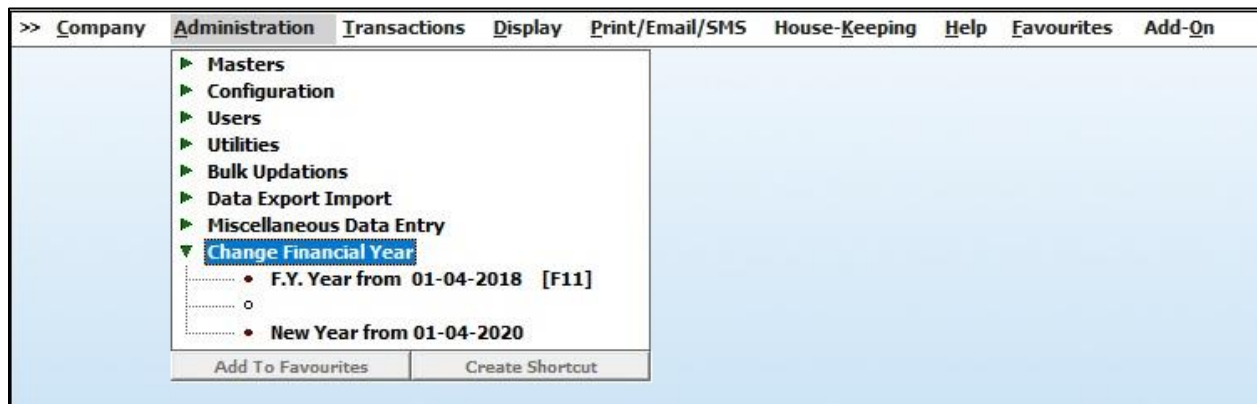 >> Company Administration Transactions Display Print/Email/SMS House-Keeping Help Favourites Add-On
Masters
Configuration
Users
Utilities
Bulk Updations
Data Export Import
Miscellaneous Data Entry
Change Financial Year
F.Y. Year from 01-04-2018 [F11]
New Year from 01-04-2020
Add To Favourites Create Shortcut